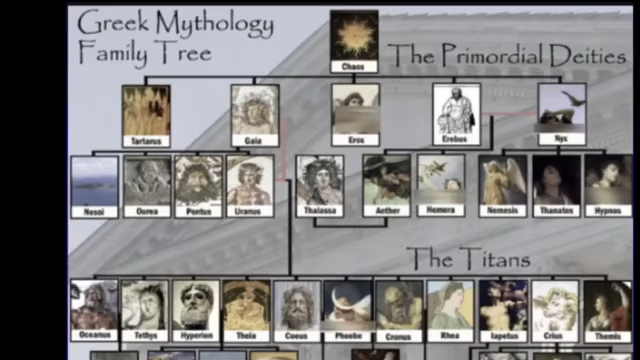 Greek Mythology
Family Tree
The Primordial Deities
Chaos
Tartarus
Gaia
Eros
Erebus
Nyx
Nesoi
Ourea
Pontus
Uranus
Thalassa
Aether
Hemera
Nemesis
Thanatos
Hypnos
The Titans
Oceanus
Tethys
Hyperion
Theia
Coeus
Phoebe
Cronus
Rhea
Iapetus
Crius
Themis